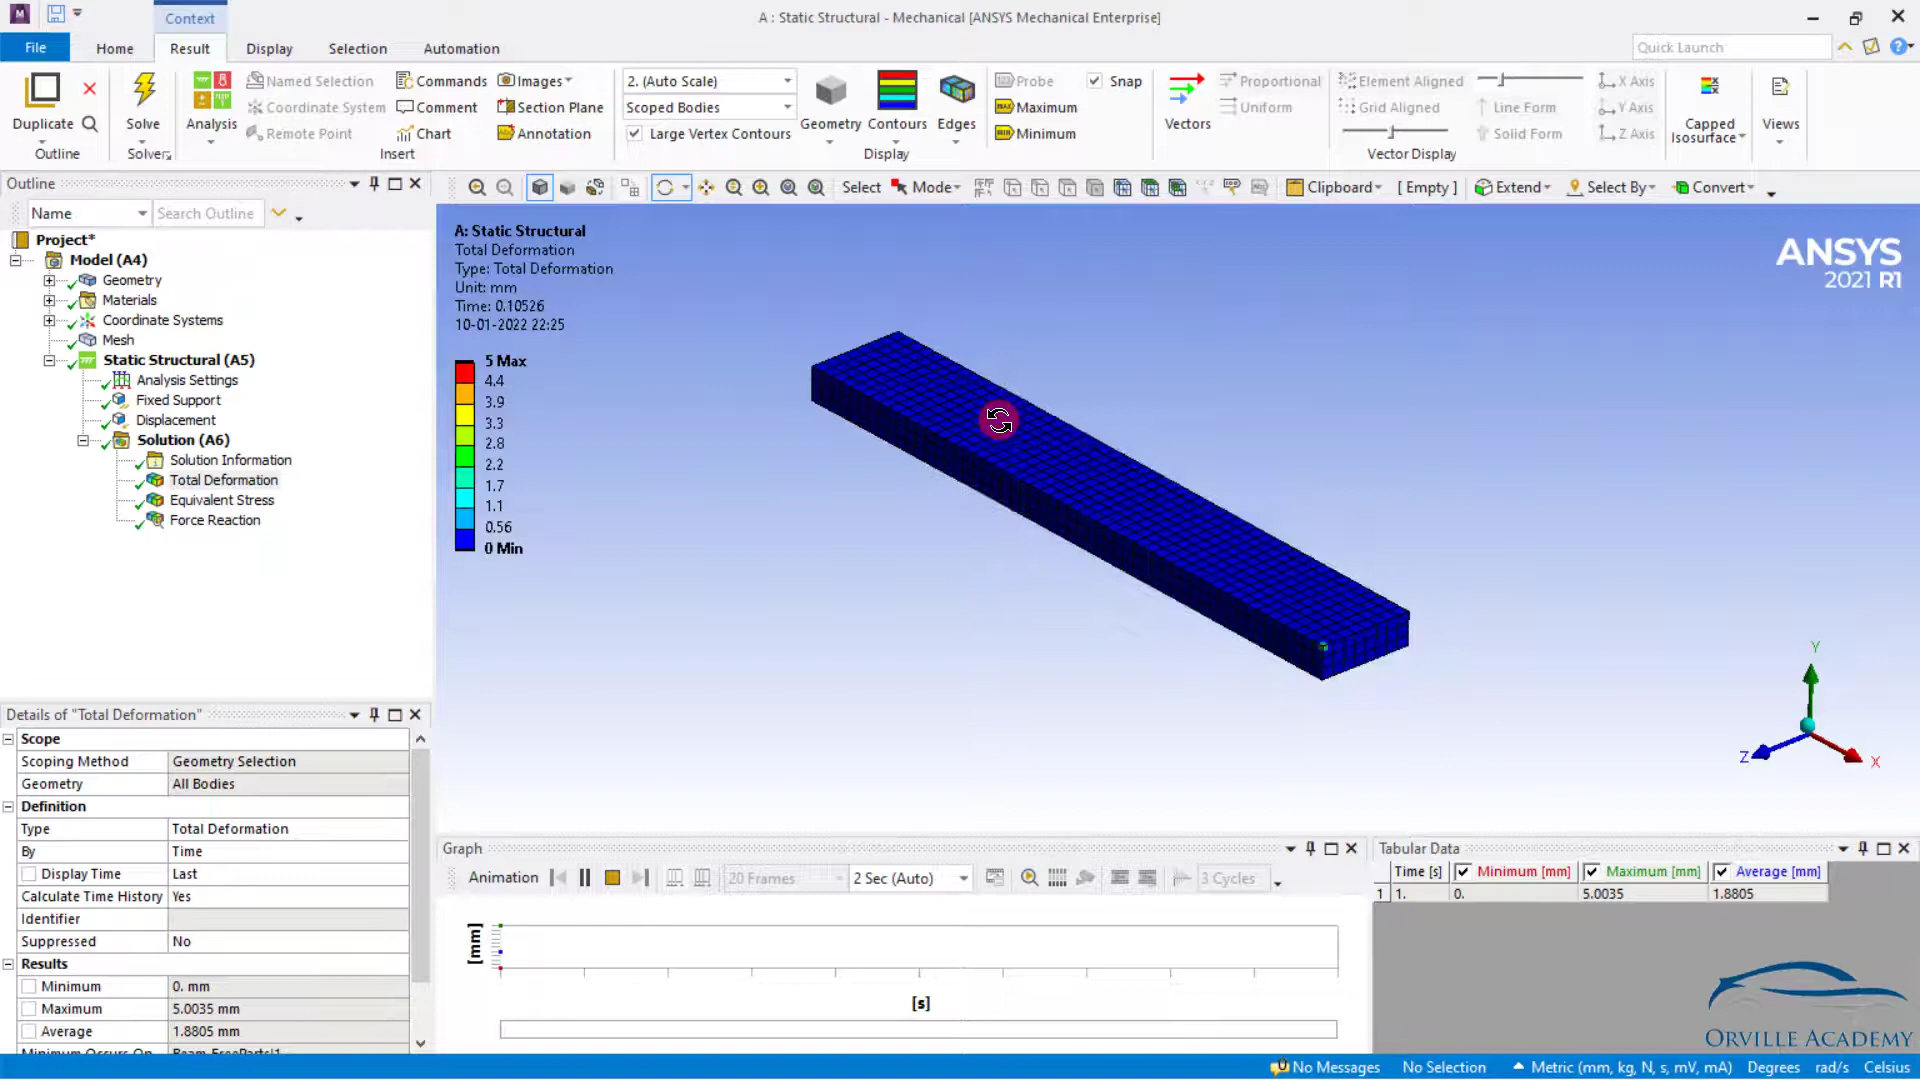 Context
A : Static Structural - Mechanical [ANSYS Mechanical Enterprise]
File Home Result Display Selection Automation
Quick Launch
Duplicate
Outline
Solve
Solver
Analysis
Named Selection
Coordinate System
Remote Point
Commands
Comment
Chart
Images
Section Plane
Annotation
Insert
2. (Auto Scale)
Scoped Bodies
Large Vertex Contours
Geometry
Contours
Edges
Display
Probe
Maximum
Minimum
Snap
Vectors
Proportional
Uniform
Element Aligned
Grid Aligned
Line Form
Solid Form
X Axis
Y Axis
Z Axis
Vector Display
Capped
Isosurface
Views
Outline
Select Mode Clipboard [ Empty ] Extend Select By Convert
Name Search Outline
Project*
Model (A4)
Geometry
Materials
Coordinate Systems
Mesh
Static Structural (A5)
Analysis Settings
Fixed Support
Displacement
Solution (A6)
Solution Information
Total Deformation
Equivalent Stress
Force Reaction
A: Static Structural
Total Deformation
Type: Total Deformation
Unit: mm
Time: 0.10526
10-01-2022 22:25
5 Max
4.4
3.9
3.3
2.8
2.2
1.7
1.1
0.56
0 Min
ANSYS
2021 R1
Y
Z
X
Details of "Total Deformation"
Scope
Scoping Method Geometry Selection
Geometry All Bodies
Definition
Type Total Deformation
By Time
Display Time Last
Calculate Time History Yes
Identifier
Suppressed No
Results
Minimum 0. mm
Maximum 5.0035 mm
Average 1.8805 mm
Minimum Occurs On Beam-FreeParts|1
Graph
Animation 20 Frames 2 Sec (Auto) 3 Cycles
[mm]
[s]
Tabular Data
Time [s] Minimum [mm] Maximum [mm] Average [mm]
1 1. 0. 5.0035 1.8805
ORVILLE ACADEMY
No Messages No Selection Metric (mm, kg, N, s, mV, mA) Degrees rad/s Celsius